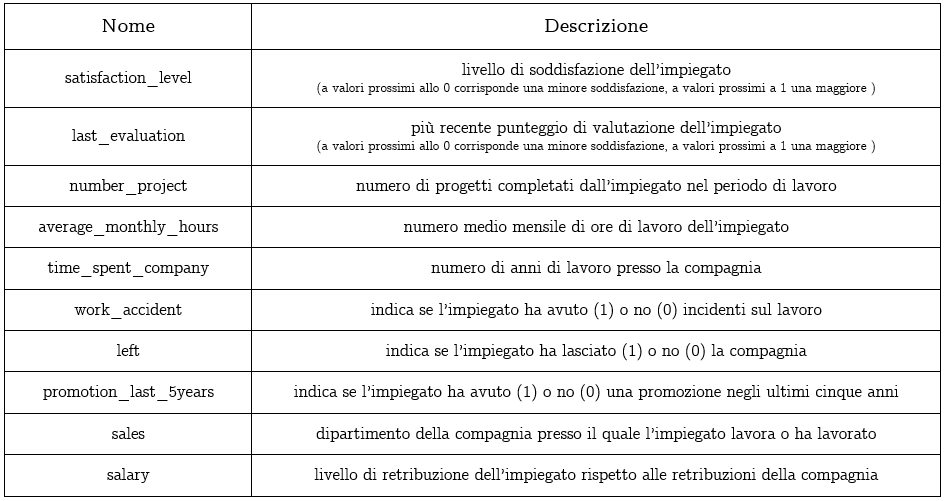 Nome Descrizione
satisfaction_level livello di soddisfazione dell'impiegato
(a valori prossimi allo 0 corrisponde una minore soddisfazione, a valori prossimi a 1 una maggiore )
last_evaluation più recente punteggio di valutazione dell'impiegato
(a valori prossimi allo 0 corrisponde una minore soddisfazione, a valori prossimi a 1 una maggiore )
number_project numero di progetti completati dall'impiegato nel periodo di lavoro
average_monthly_hours numero medio mensile di ore di lavoro dell'impiegato
time_spent_company numero di anni di lavoro presso la compagnia
work_accident indica se l'impiegato ha avuto (1) o no (0) incidenti sul lavoro
left indica se l'impiegato ha lasciato (1) o no (0) la compagnia
promotion_last_5years indica se l'impiegato ha avuto (1) o no (0) una promozione negli ultimi cinque anni
sales dipartimento della compagnia presso il quale l'impiegato lavora o ha lavorato
salary livello di retribuzione dell'impiegato rispetto alle retribuzioni della compagnia